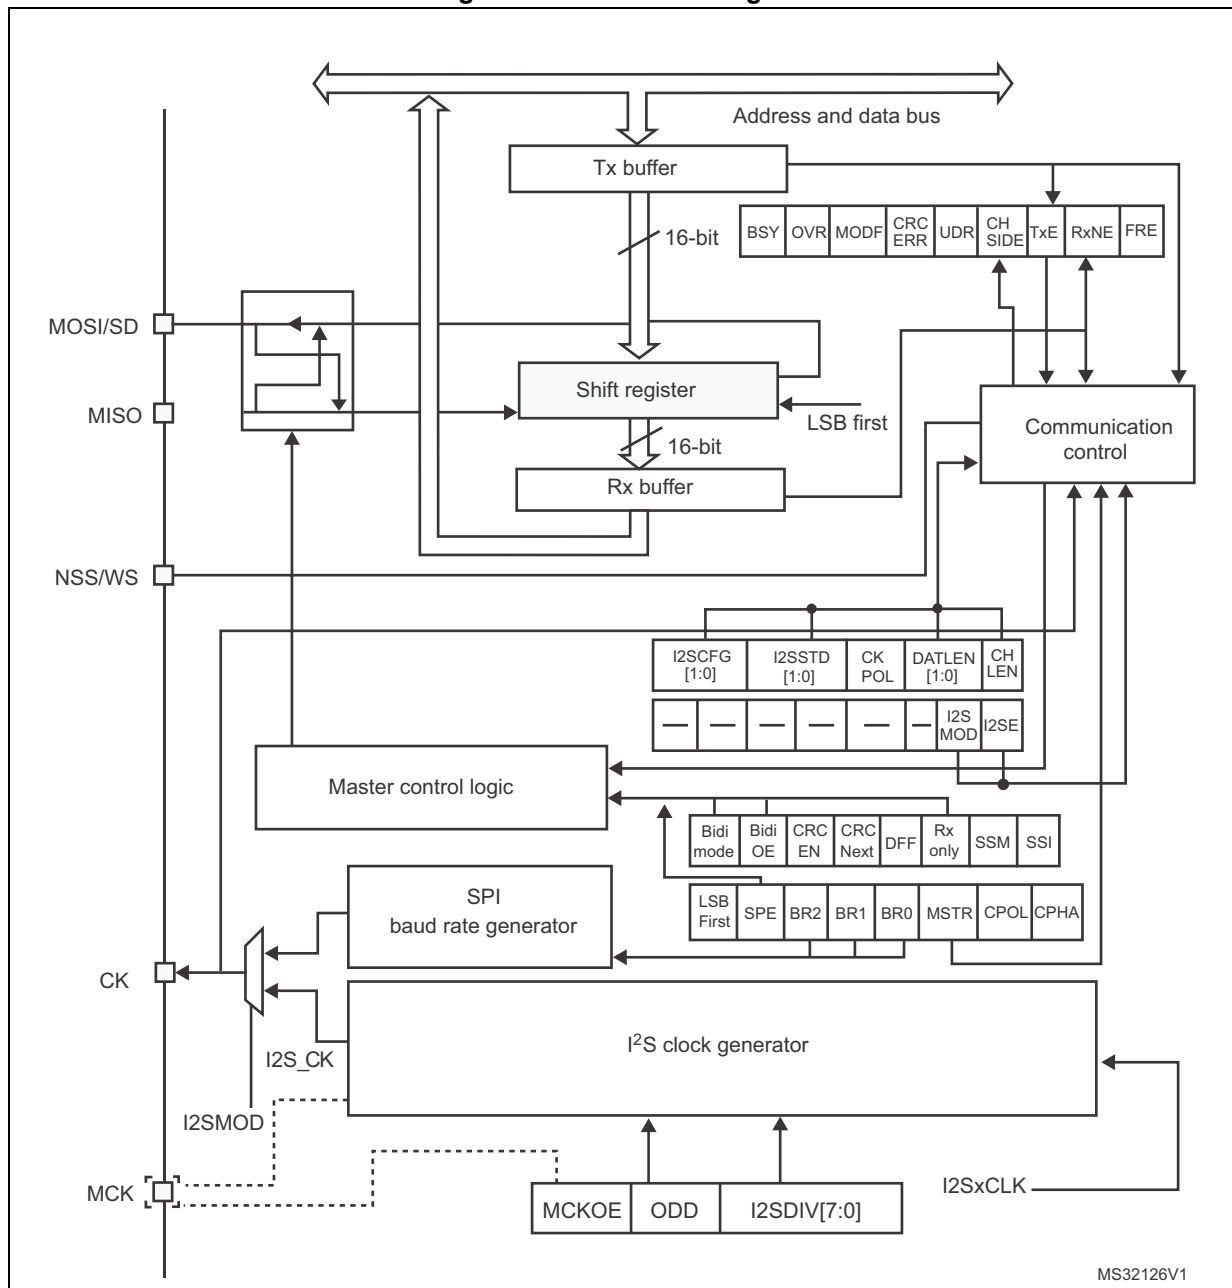 Address and data bus
Tx buffer
BSY OVR MODF CRC ERR UDR CH SIDE TxE RxNE FRE
16-bit
MOSI/SD
Shift register
MISO
LSB first
Communication control
16-bit
Rx buffer
NSS/WS
I2SCFG [1:0] I2SSTD [1:0] CK POL DATLEN [1:0] CH LEN
— — — — — — I2S MOD I2SE
Master control logic
Bidi mode Bidi OE CRC EN CRC Next DFF Rx only SSM SSI
LSB First SPE BR2 BR1 BR0 MSTR CPOL CPHA
SPI
baud rate generator
CK
I2S clock generator
I2S_CK
I2SMOD
MCK
I2SxCLK
MCKOE ODD I2SDIV[7:0]
MS32126V1